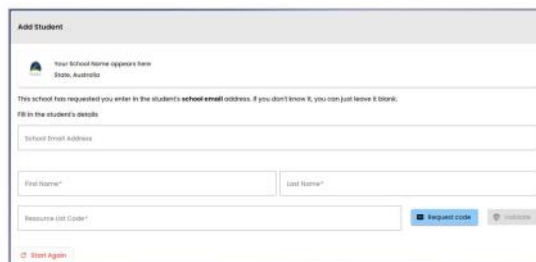 Add Student
Your School Name appears here
State, Australia
This school has requested you enter in the student's school email address. If you don't know it, you can just leave it blank.
Fill in the student's details
School Email Address
First Name*
Last Name*
Resource List Code*
Request code
Validate
Start Again